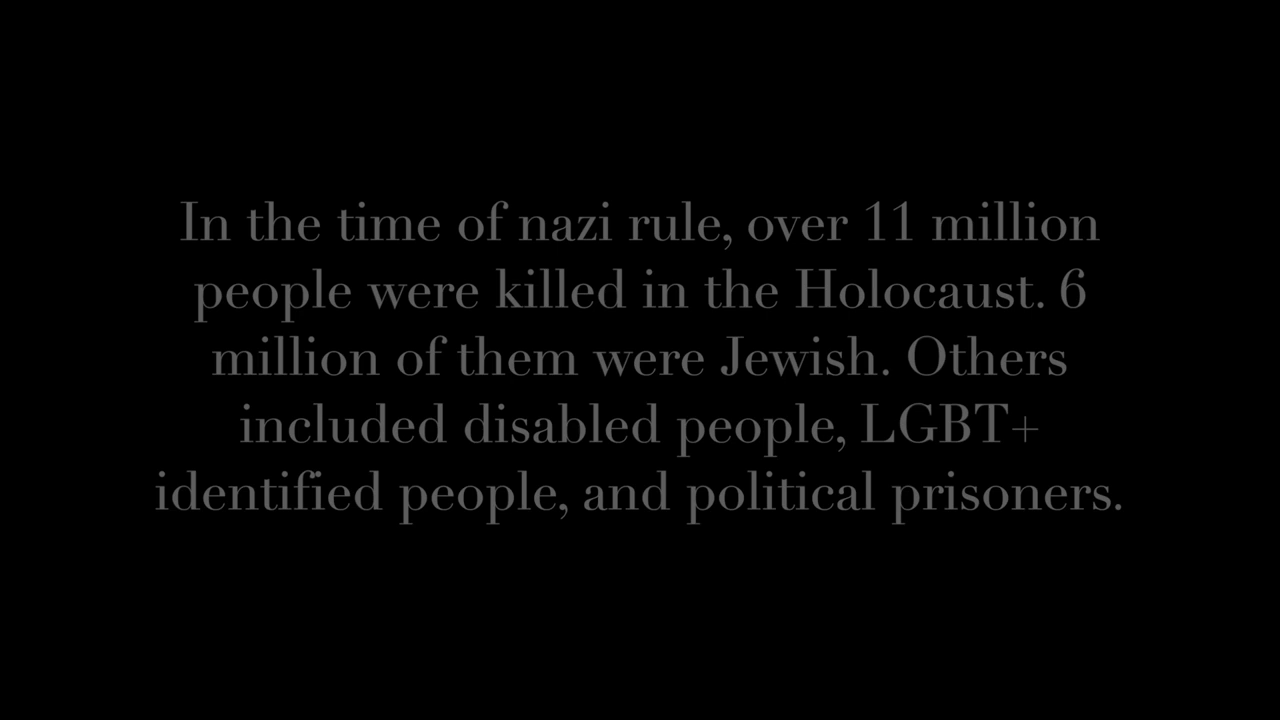 In the time of nazi rule, over 11 million
people were killed in the Holocaust. 6
million of them were Jewish. Others
included disabled people, LGBT+
identified people, and political prisoners.